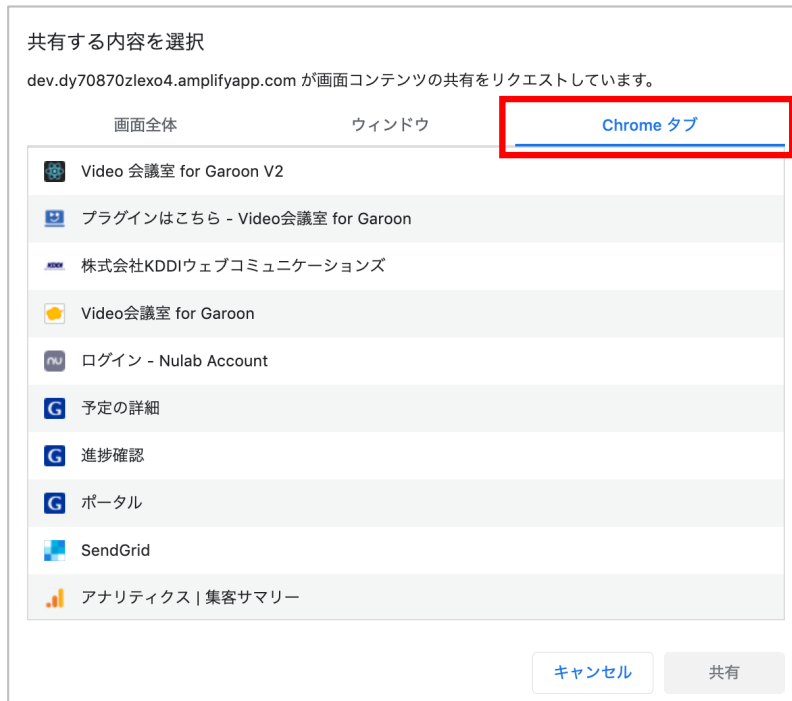 共有する内容を選択
dev.dy70870zlexo4.amplifyapp.com が画面コンテンツの共有をリクエストしています。
画面全体 ウィンドウ Chrome タブ
Video 会議室 for Garoon V2
プラグインはこちら - Video会議室 for Garoon
KDDI 株式会社KDDIウェブコミュニケーションズ
Video会議室 for Garoon
nu ログイン - Nulab Account
G 予定の詳細
G 進捗確認
G ポータル
SendGrid
アナリティクス | 集客サマリー
キャンセル 共有